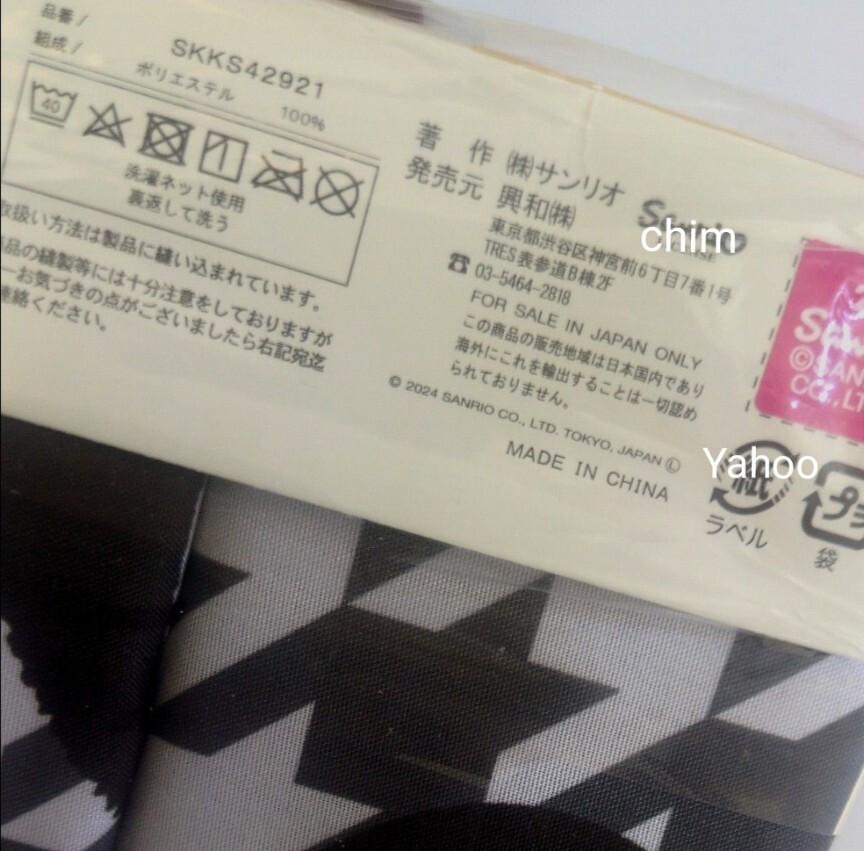 品番/ SKKS42921
組成/ ポリエステル 100%
40
洗濯ネット使用
裏返して洗う
取扱い方法は製品に縫い込まれています。
品の縫製等には十分注意をしておりますが
一お気づきの点がございましたら右記宛迄
連絡ください。
著作 ㈱サンリオ
発売元 興和㈱
東京都渋谷区神宮前6丁目7番1号
TRES表参道B棟2F
☎ 03-5464-2818
FOR SALE IN JAPAN ONLY
この商品の販売地域は日本国内であり
海外にこれを輸出することは一切認め
られておりません。
© 2024 SANRIO CO., LTD. TOKYO, JAPAN Ⓛ
MADE IN CHINA
chim
Yahoo
紙
ラベル
プラ
袋